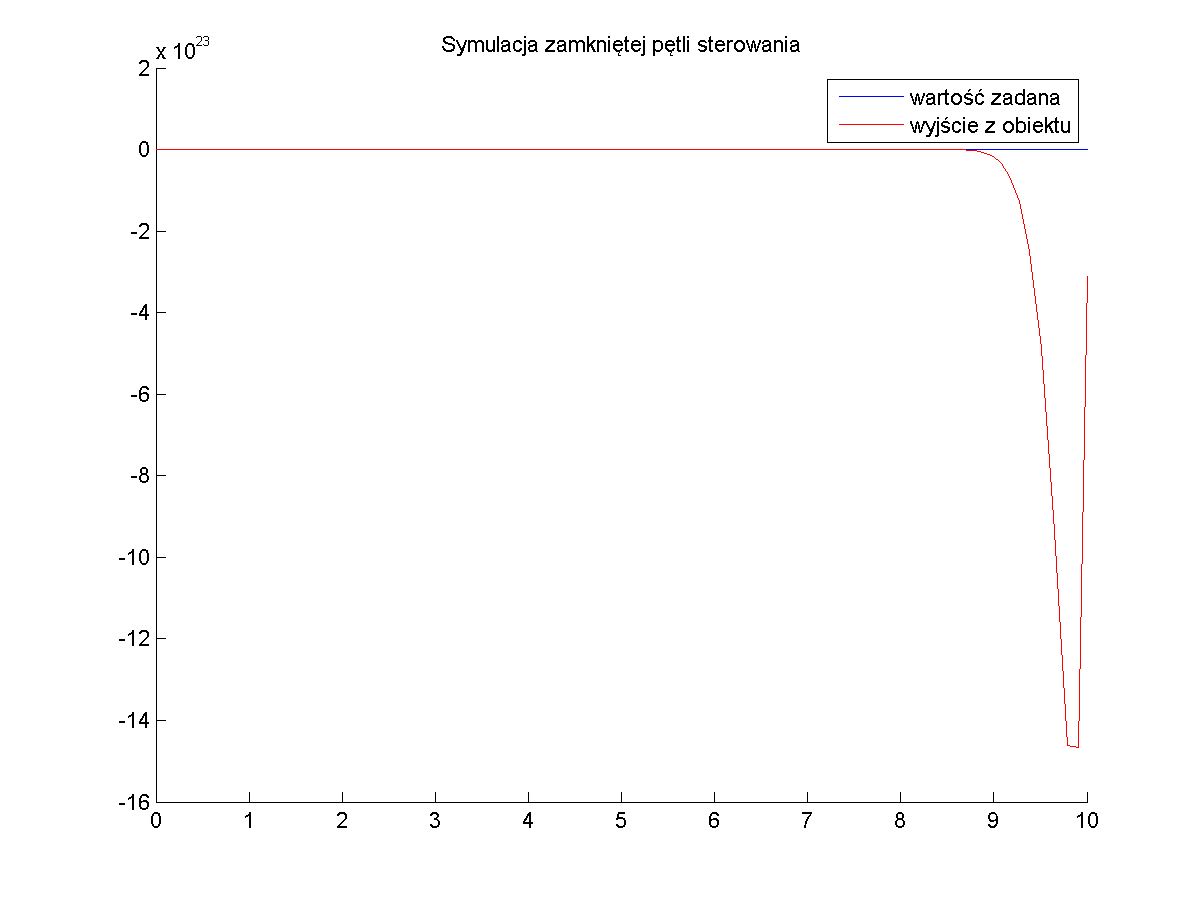 Symulacja zamkniętej pętli sterowania
x 10^23
wartość zadana
wyjście z obiektu
2
0
-2
-4
-6
-8
-10
-12
-14
-16
0 1 2 3 4 5 6 7 8 9 10